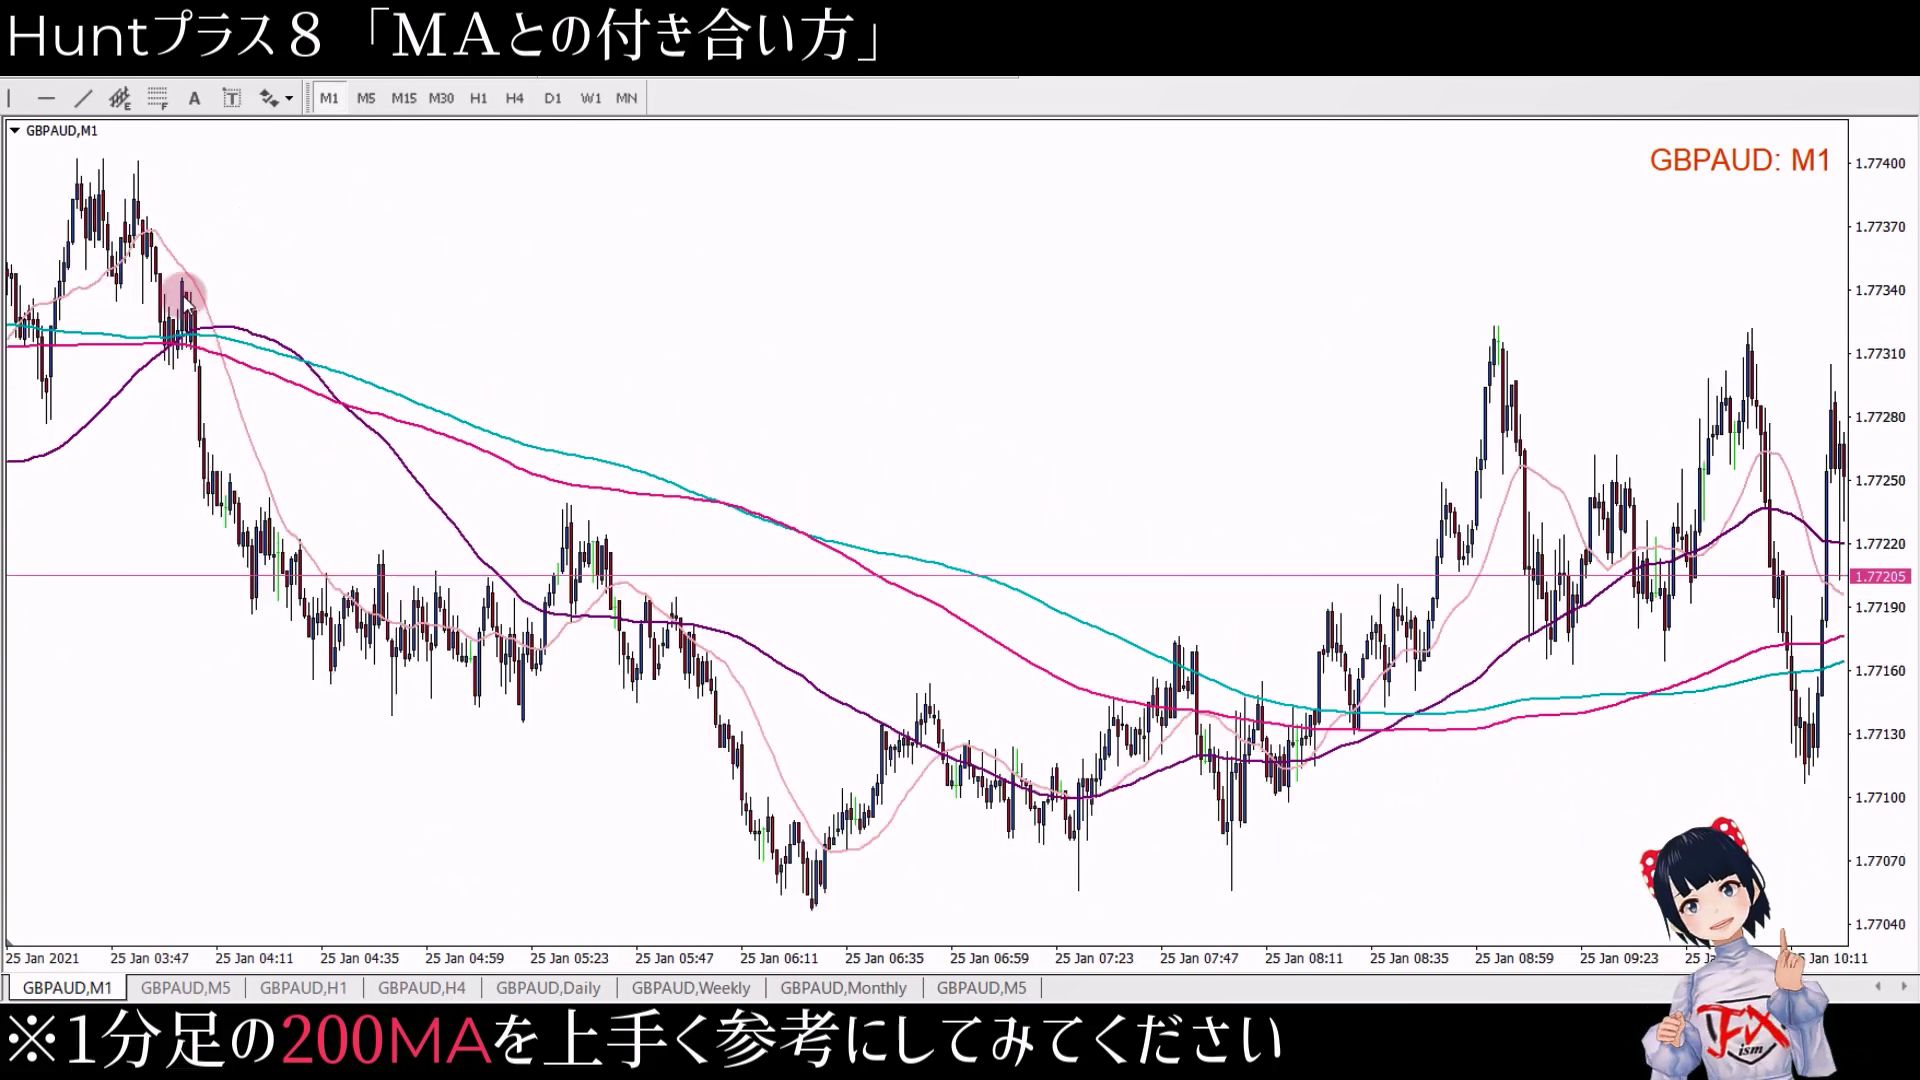 Huntプラス８「ＭＡとの付き合い方」
A T M1 M5 M15 M30 H1 H4 D1 W1 MN
GBPAUD,M1
GBPAUD: M1
1.77400
1.77370
1.77340
1.77310
1.77280
1.77250
1.77220
1.77205
1.77190
1.77160
1.77130
1.77100
1.77070
1.77040
25 Jan 2021 25 Jan 03:47 25 Jan 04:11 25 Jan 04:35 25 Jan 04:59 25 Jan 05:23 25 Jan 05:47 25 Jan 06:11 25 Jan 06:35 25 Jan 06:59 25 Jan 07:23 25 Jan 07:47 25 Jan 08:11 25 Jan 08:35 25 Jan 08:59 25 Jan 09:23 25 Jan 10:11
GBPAUD,M1 GBPAUD,M5 GBPAUD,H1 GBPAUD,H4 GBPAUD,Daily GBPAUD,Weekly GBPAUD,Monthly GBPAUD,M5
※1分足の200MAを上手く参考にしてみてください
JFX
ism